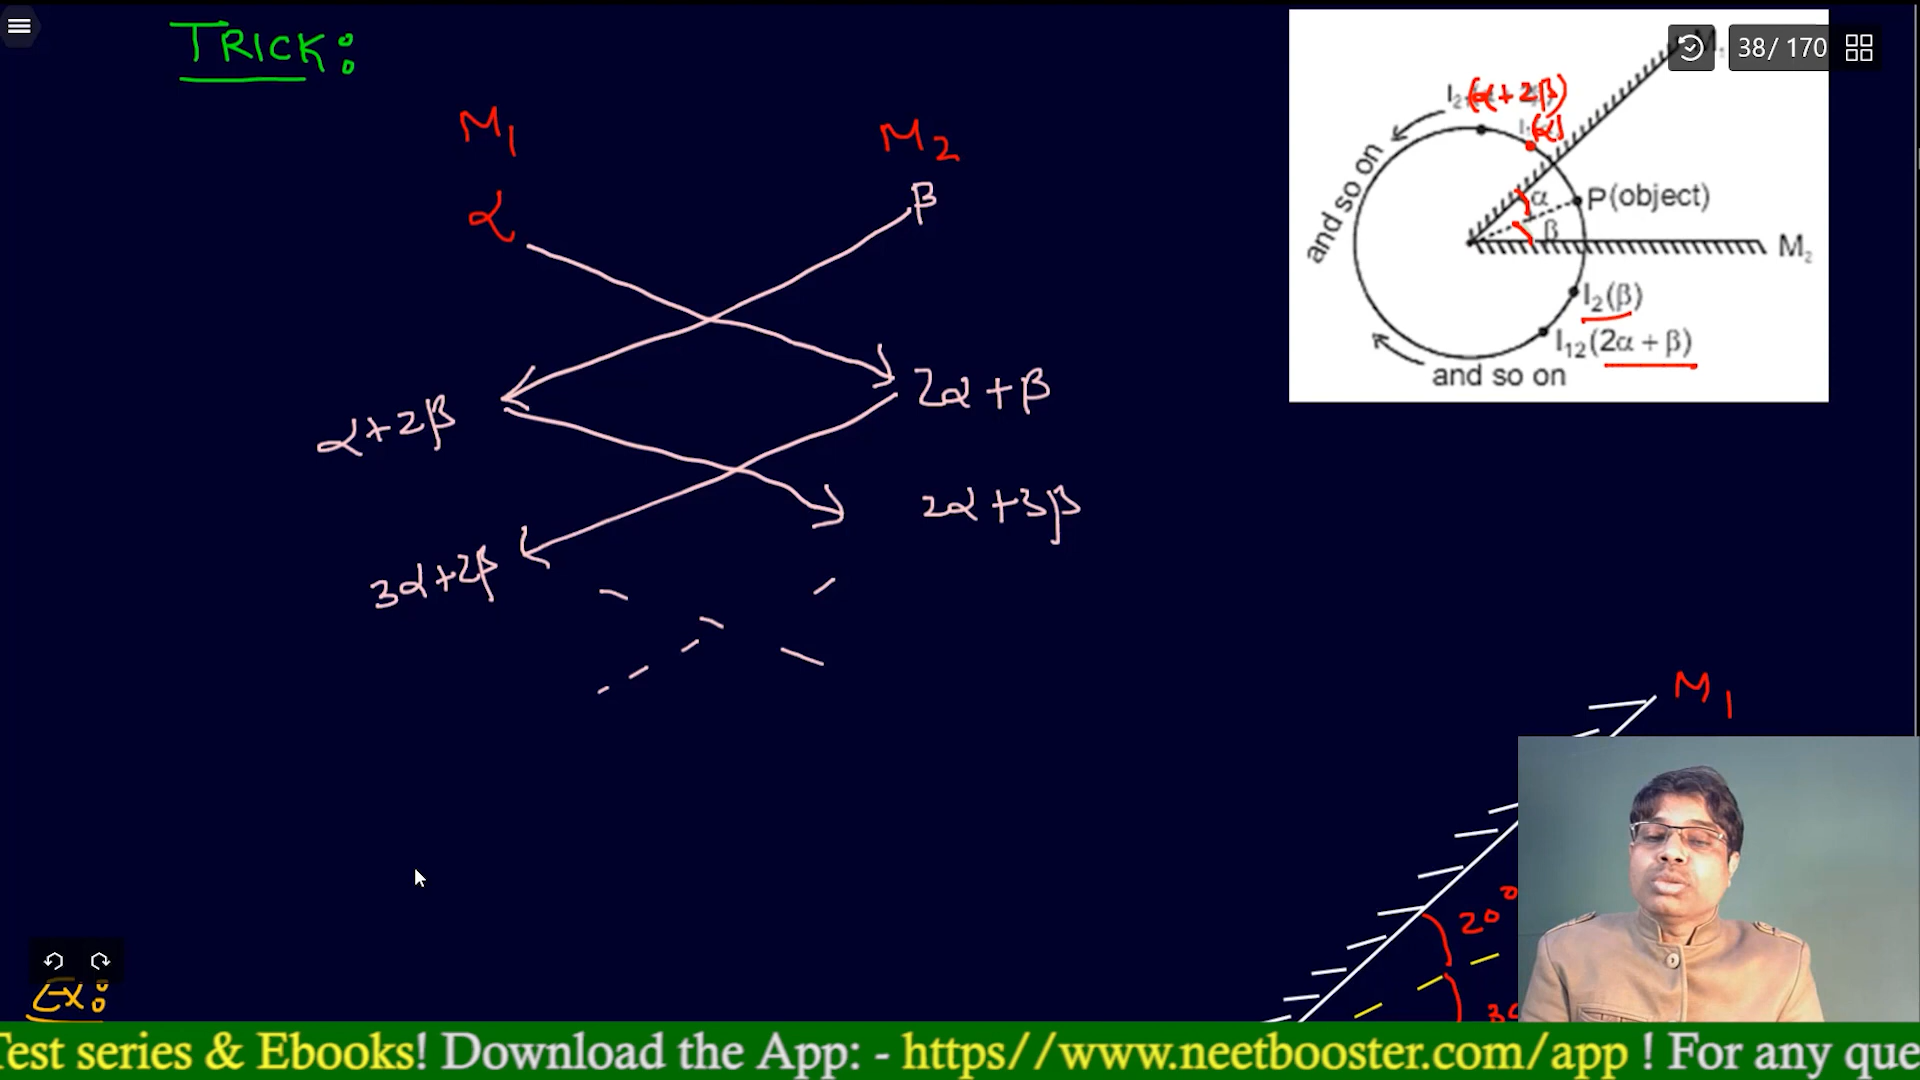 TRICK:
M1 M2
α β
α+2β 2α+β
2α+3β
3α+2β
38/ 170
(α+2β)
(α)
and so on
α
P(object)
β
M2
I2(β)
I12(2α + β)
and so on
M1
20°
Ex:
Test series & Ebooks! Download the App: - https//www.neetbooster.com/app ! For any que